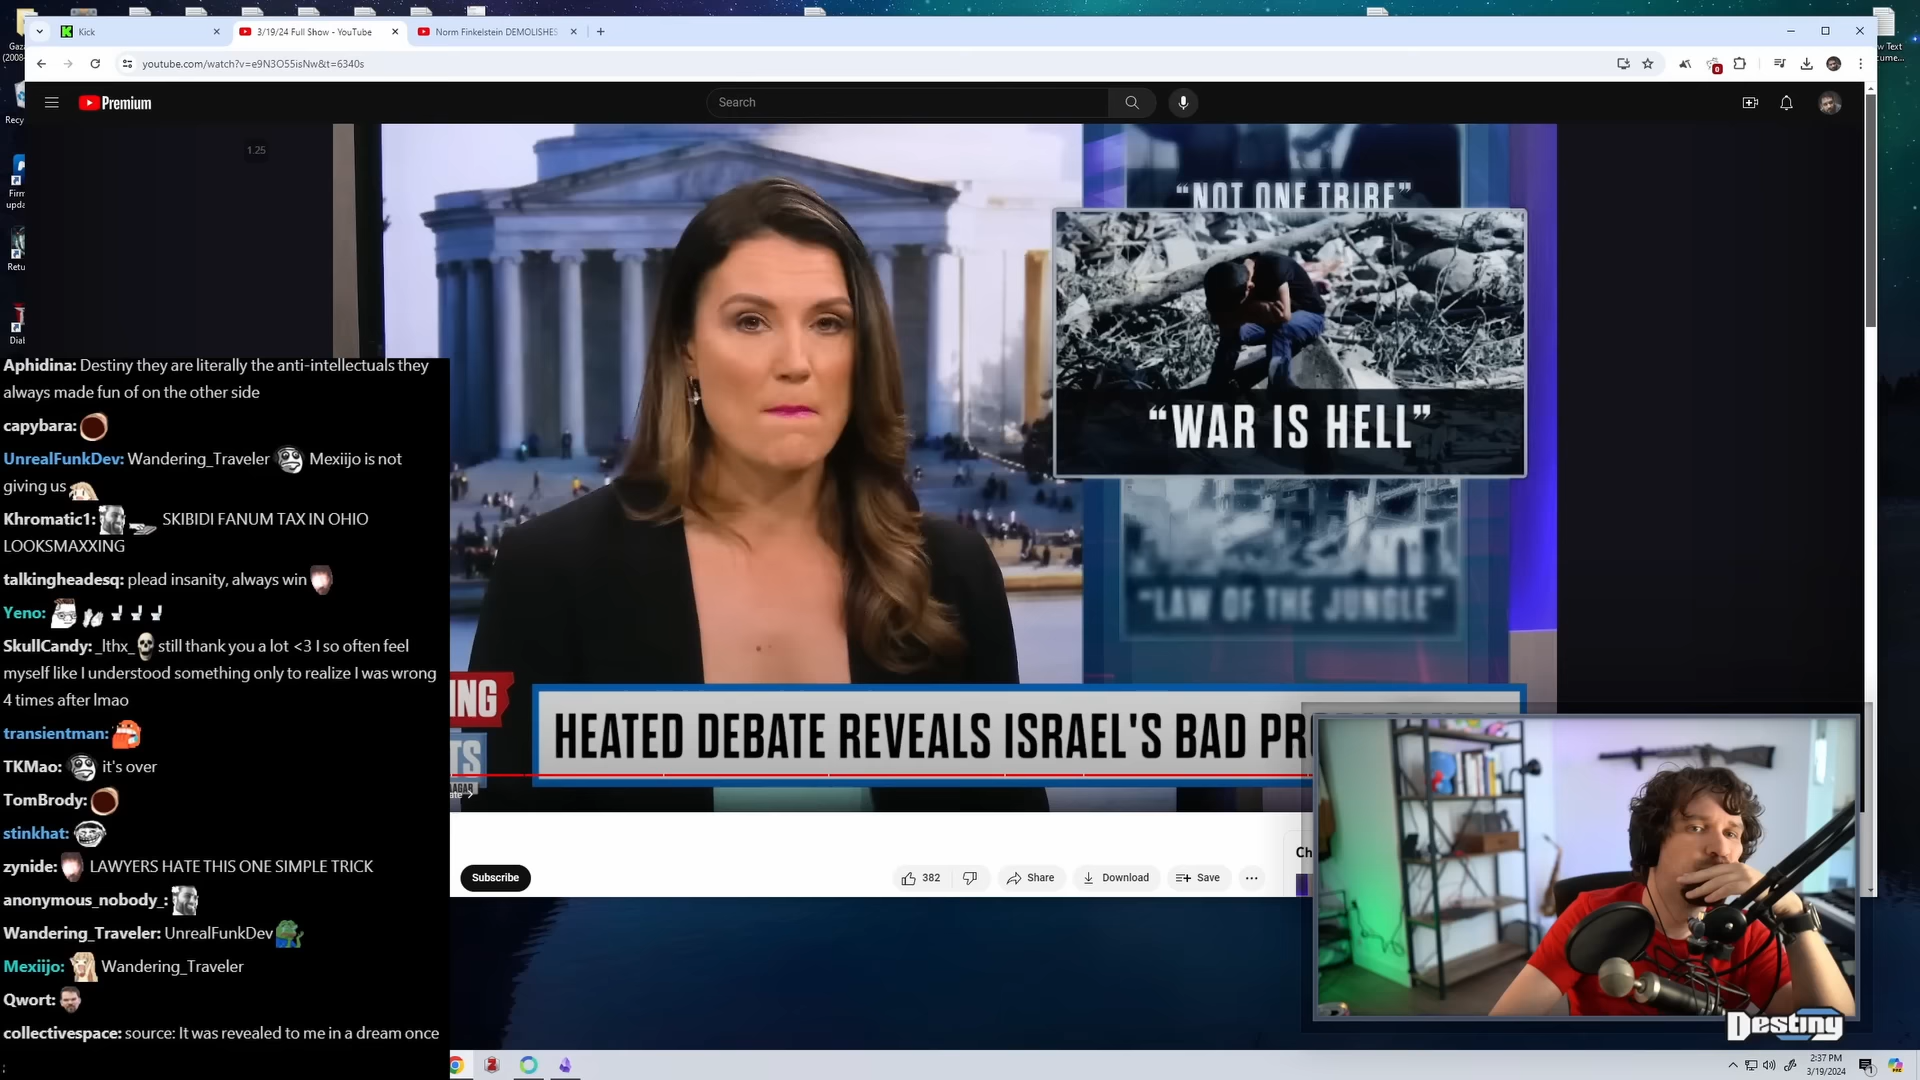 Kick
3/19/24 Full Show - YouTube
Norm Finkelstein DEMOLISHES
youtube.com/watch?v=e9N3O55isNw&t=6340s
Premium
Search
1.25
"NOT ONE TRIBE"
"WAR IS HELL"
"LAW OF THE JUNGLE"
HEATED DEBATE REVEALS ISRAEL'S BAD PR
Subscribe
382
Share
Download
Save
Ch
Aphidina: Destiny they are literally the anti-intellectuals they
always made fun of on the other side
capybara:
UnrealFunkDev: Wandering_Traveler Mexiijo is not
giving us
Khromatic1: SKIBIDI FANUM TAX IN OHIO
LOOKSMAXXING
talkingheadesq: plead insanity, always win
Yeno:
SkullCandy: _lthx_ still thank you a lot <3 I so often feel
myself like I understood something only to realize I was wrong
4 times after lmao
transientman:
TKMao: it's over
TomBrody:
stinkhat:
zynide: LAWYERS HATE THIS ONE SIMPLE TRICK
anonymous_nobody_:
Wandering_Traveler: UnrealFunkDev
Mexiijo: Wandering_Traveler
Qwort:
collectivespace: source: It was revealed to me in a dream once
Destiny
2:37 PM
3/19/2024